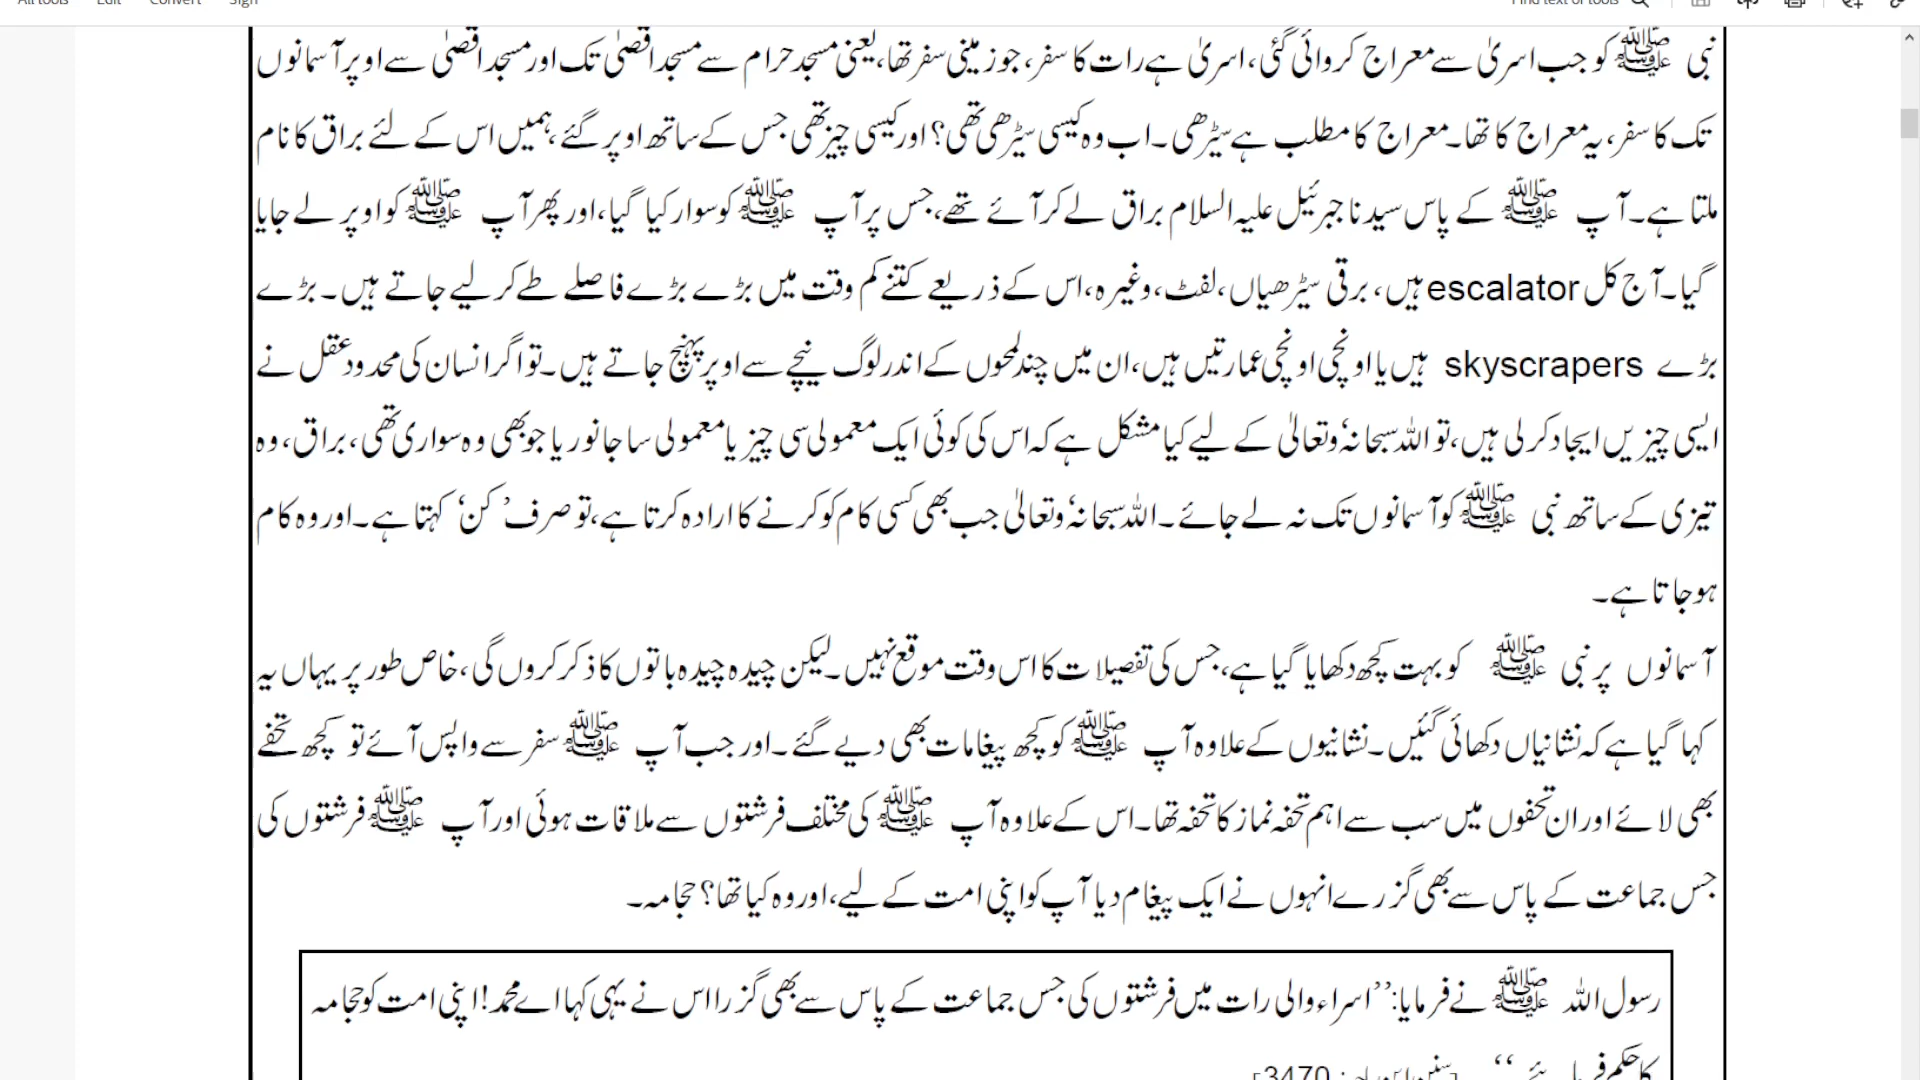 All tools Edit Convert Sign Find text or tools
نبی ﷺ کو جب اسریٰ سے معراج کروائی گئی، اسریٰ ہے رات کا سفر، جو زمینی سفر تھا، یعنی مسجد حرام سے مسجد اقصیٰ تک اور مسجد اقصیٰ سے اوپر آسمانوں
تک کا سفر، یہ معراج کا تھا۔ معراج کا مطلب ہے سیڑھی۔ اب وہ کیسی سیڑھی تھی؟ اور کیسی چیز تھی جس کے ساتھ اوپر گئے، ہمیں اس کے لئے براق کا نام
ملتا ہے۔ آپ ﷺ کے پاس سیدنا جبرئیل علیہ السلام براق لے کر آئے تھے، جس پر آپ ﷺ کو سوار کیا گیا، اور پھر آپ ﷺ کو اوپر لے جایا
گیا۔ آج کل escalator ہیں، برقی سیڑھیاں، لفٹ، وغیرہ، اس کے ذریعے کتنے کم وقت میں بڑے بڑے فاصلے طے کر لیے جاتے ہیں۔ بڑے
بڑے skyscrapers ہیں یا اونچی اونچی عمارتیں ہیں، ان میں چند لمحوں کے اندر لوگ نیچے سے اوپر پہنچ جاتے ہیں۔ تو اگر انسان کی محدود عقل نے
ایسی چیزیں ایجاد کر لی ہیں، تو اللہ سبحانہٗ وتعالیٰ کے لیے کیا مشکل ہے کہ اس کی کوئی ایک معمولی سی چیز یا معمولی سا جانور یا جو بھی وہ سواری تھی، براق، وہ
تیزی کے ساتھ نبی ﷺ کو آسمانوں تک نہ لے جائے۔ اللہ سبحانہٗ وتعالیٰ جب بھی کسی کام کو کرنے کا ارادہ کرتا ہے، تو صرف ’کن‘ کہتا ہے۔ اور وہ کام
ہو جاتا ہے۔
آسمانوں پر نبی ﷺ کو بہت کچھ دکھایا گیا ہے، جس کی تفصیلات کا اس وقت موقع نہیں۔ لیکن چیدہ چیدہ باتوں کا ذکر کروں گی، خاص طور پر یہاں یہ
کہا گیا ہے کہ نشانیاں دکھائی گئیں۔ نشانیوں کے علاوہ آپ ﷺ کو کچھ پیغامات بھی دیے گئے۔ اور جب آپ ﷺ سفر سے واپس آئے تو کچھ تحفے
بھی لائے اور ان تحفوں میں سب سے اہم تحفہ نماز کا تحفہ تھا۔ اس کے علاوہ آپ ﷺ کی مختلف فرشتوں سے ملاقات ہوئی اور آپ ﷺ فرشتوں کی
جس جماعت کے پاس سے بھی گزرے انہوں نے ایک پیغام دیا آپ کو اپنی امت کے لیے، اور وہ کیا تھا؟ حجامہ۔
رسول اللہ ﷺ نے فرمایا: ’’اسراء والی رات میں فرشتوں کی جس جماعت کے پاس سے بھی گزرا اس نے یہی کہا اے محمد! اپنی امت کو حجامہ
کا حکم فرمائیے‘‘ [سنن ابن ماجہ: 3470]